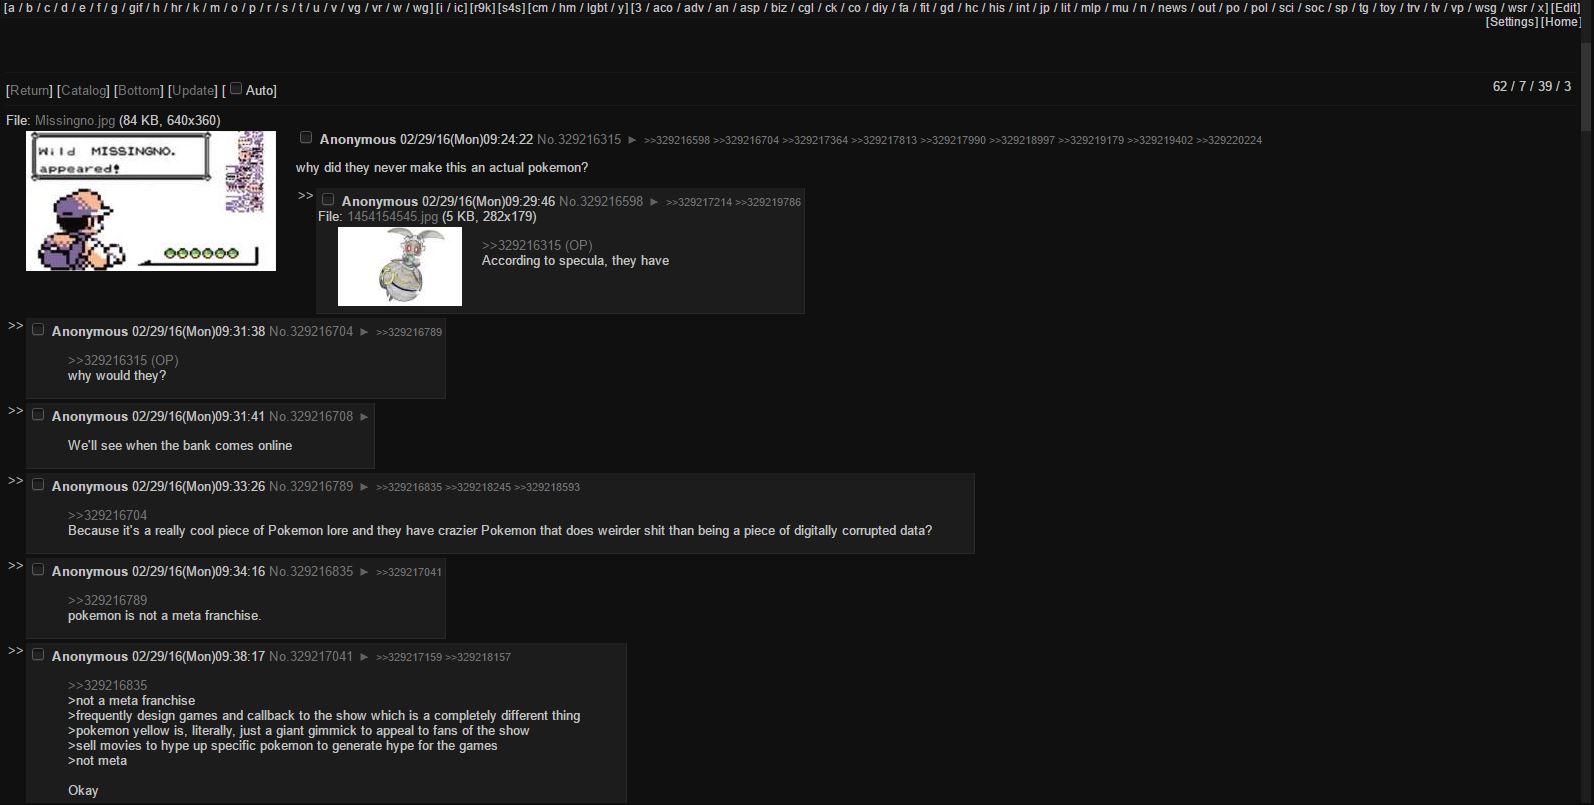 [a / b / c / d / e / f / g / gif / h / hr / k / m / o / p / r / s / t / u / v / vg / vr / w / wg] [i / ic] [r9k] [s4s] [cm / hm / lgbt / y] [3 / aco / adv / an / asp / biz / cgl / ck / co / diy / fa / fit / gd / hc / his / int / jp / lit / mlp / mu / n / news / out / po / pol / sci / soc / sp / tg / toy / trv / tv / vp / wsg / wsr / x] [Edit]
[Settings] [Home]
[Return] [Catalog] [Bottom] [Update] [ Auto]
62 / 7 / 39 / 3
File: Missingno.jpg (84 KB, 640x360)
Wild MISSINGNO.
appeared!
Anonymous 02/29/16(Mon)09:24:22 No.329216315 ► >>329216598 >>329216704 >>329217364 >>329217813 >>329217990 >>329218997 >>329219179 >>329219402 >>329220224
why did they never make this an actual pokemon?
>> Anonymous 02/29/16(Mon)09:29:46 No.329216598 ► >>329217214 >>329219786
File: 1454154545.jpg (5 KB, 282x179)
>>329216315 (OP)
According to specula, they have
>> Anonymous 02/29/16(Mon)09:31:38 No.329216704 ► >>329216789
>>329216315 (OP)
why would they?
>> Anonymous 02/29/16(Mon)09:31:41 No.329216708 ►
We'll see when the bank comes online
>> Anonymous 02/29/16(Mon)09:33:26 No.329216789 ► >>329216835 >>329218245 >>329218593
>>329216704
Because it's a really cool piece of Pokemon lore and they have crazier Pokemon that does weirder shit than being a piece of digitally corrupted data?
>> Anonymous 02/29/16(Mon)09:34:16 No.329216835 ► >>329217041
>>329216789
pokemon is not a meta franchise.
>> Anonymous 02/29/16(Mon)09:38:17 No.329217041 ► >>329217159 >>329218157
>>329216835
>not a meta franchise
>frequently design games and callback to the show which is a completely different thing
>pokemon yellow is, literally, just a giant gimmick to appeal to fans of the show
>sell movies to hype up specific pokemon to generate hype for the games
>not meta
Okay